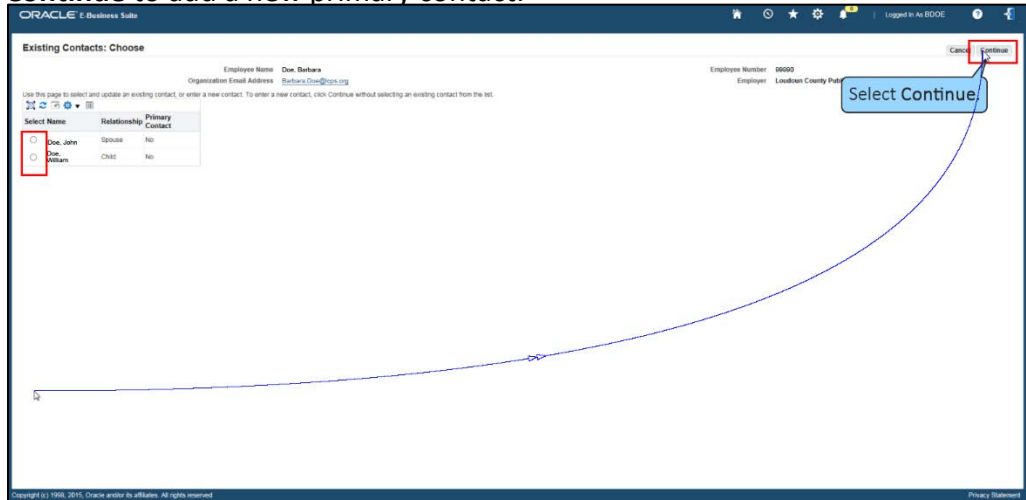 Continue to add a new primary contact.
ORACLE E-Business Suite
Logged In As BDOE
Existing Contacts: Choose
Cancel Continue
Employee Name Doe, Barbara
Employee Number 99990
Organization Email Address Barbara.Doe@lcps.org
Employer Loudoun County Publ
Use this page to select and update an existing contact, or enter a new contact. To enter a new contact, click Continue without selecting an existing contact from the list.
Select Continue.
Select Name Relationship Primary Contact
Doe, John Spouse No
Doe, William Child No
Copyright (c) 1998, 2015, Oracle and/or its affiliates. All rights reserved
Privacy Statement